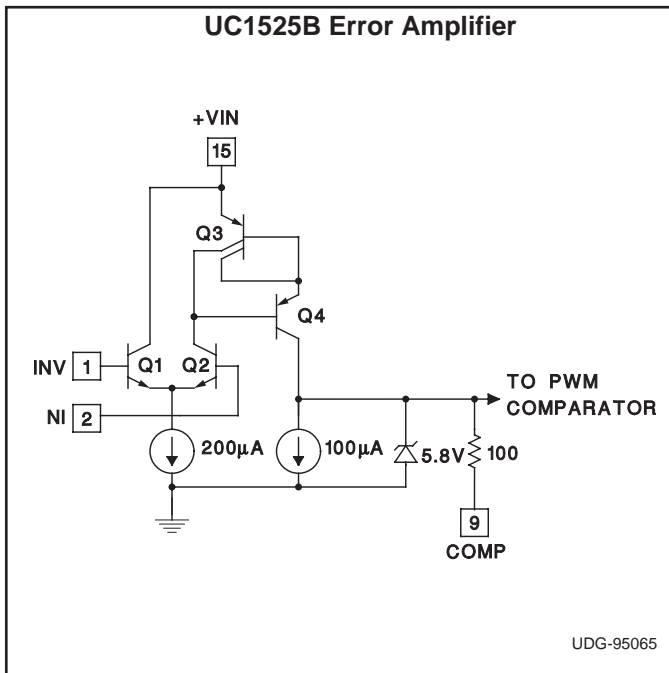 UC1525B Error Amplifier
+VIN
15
Q3
Q4
INV 1 Q1 Q2
NI 2
TO PWM
COMPARATOR
200µA 100µA 5.8V 100
9
COMP
UDG-95065